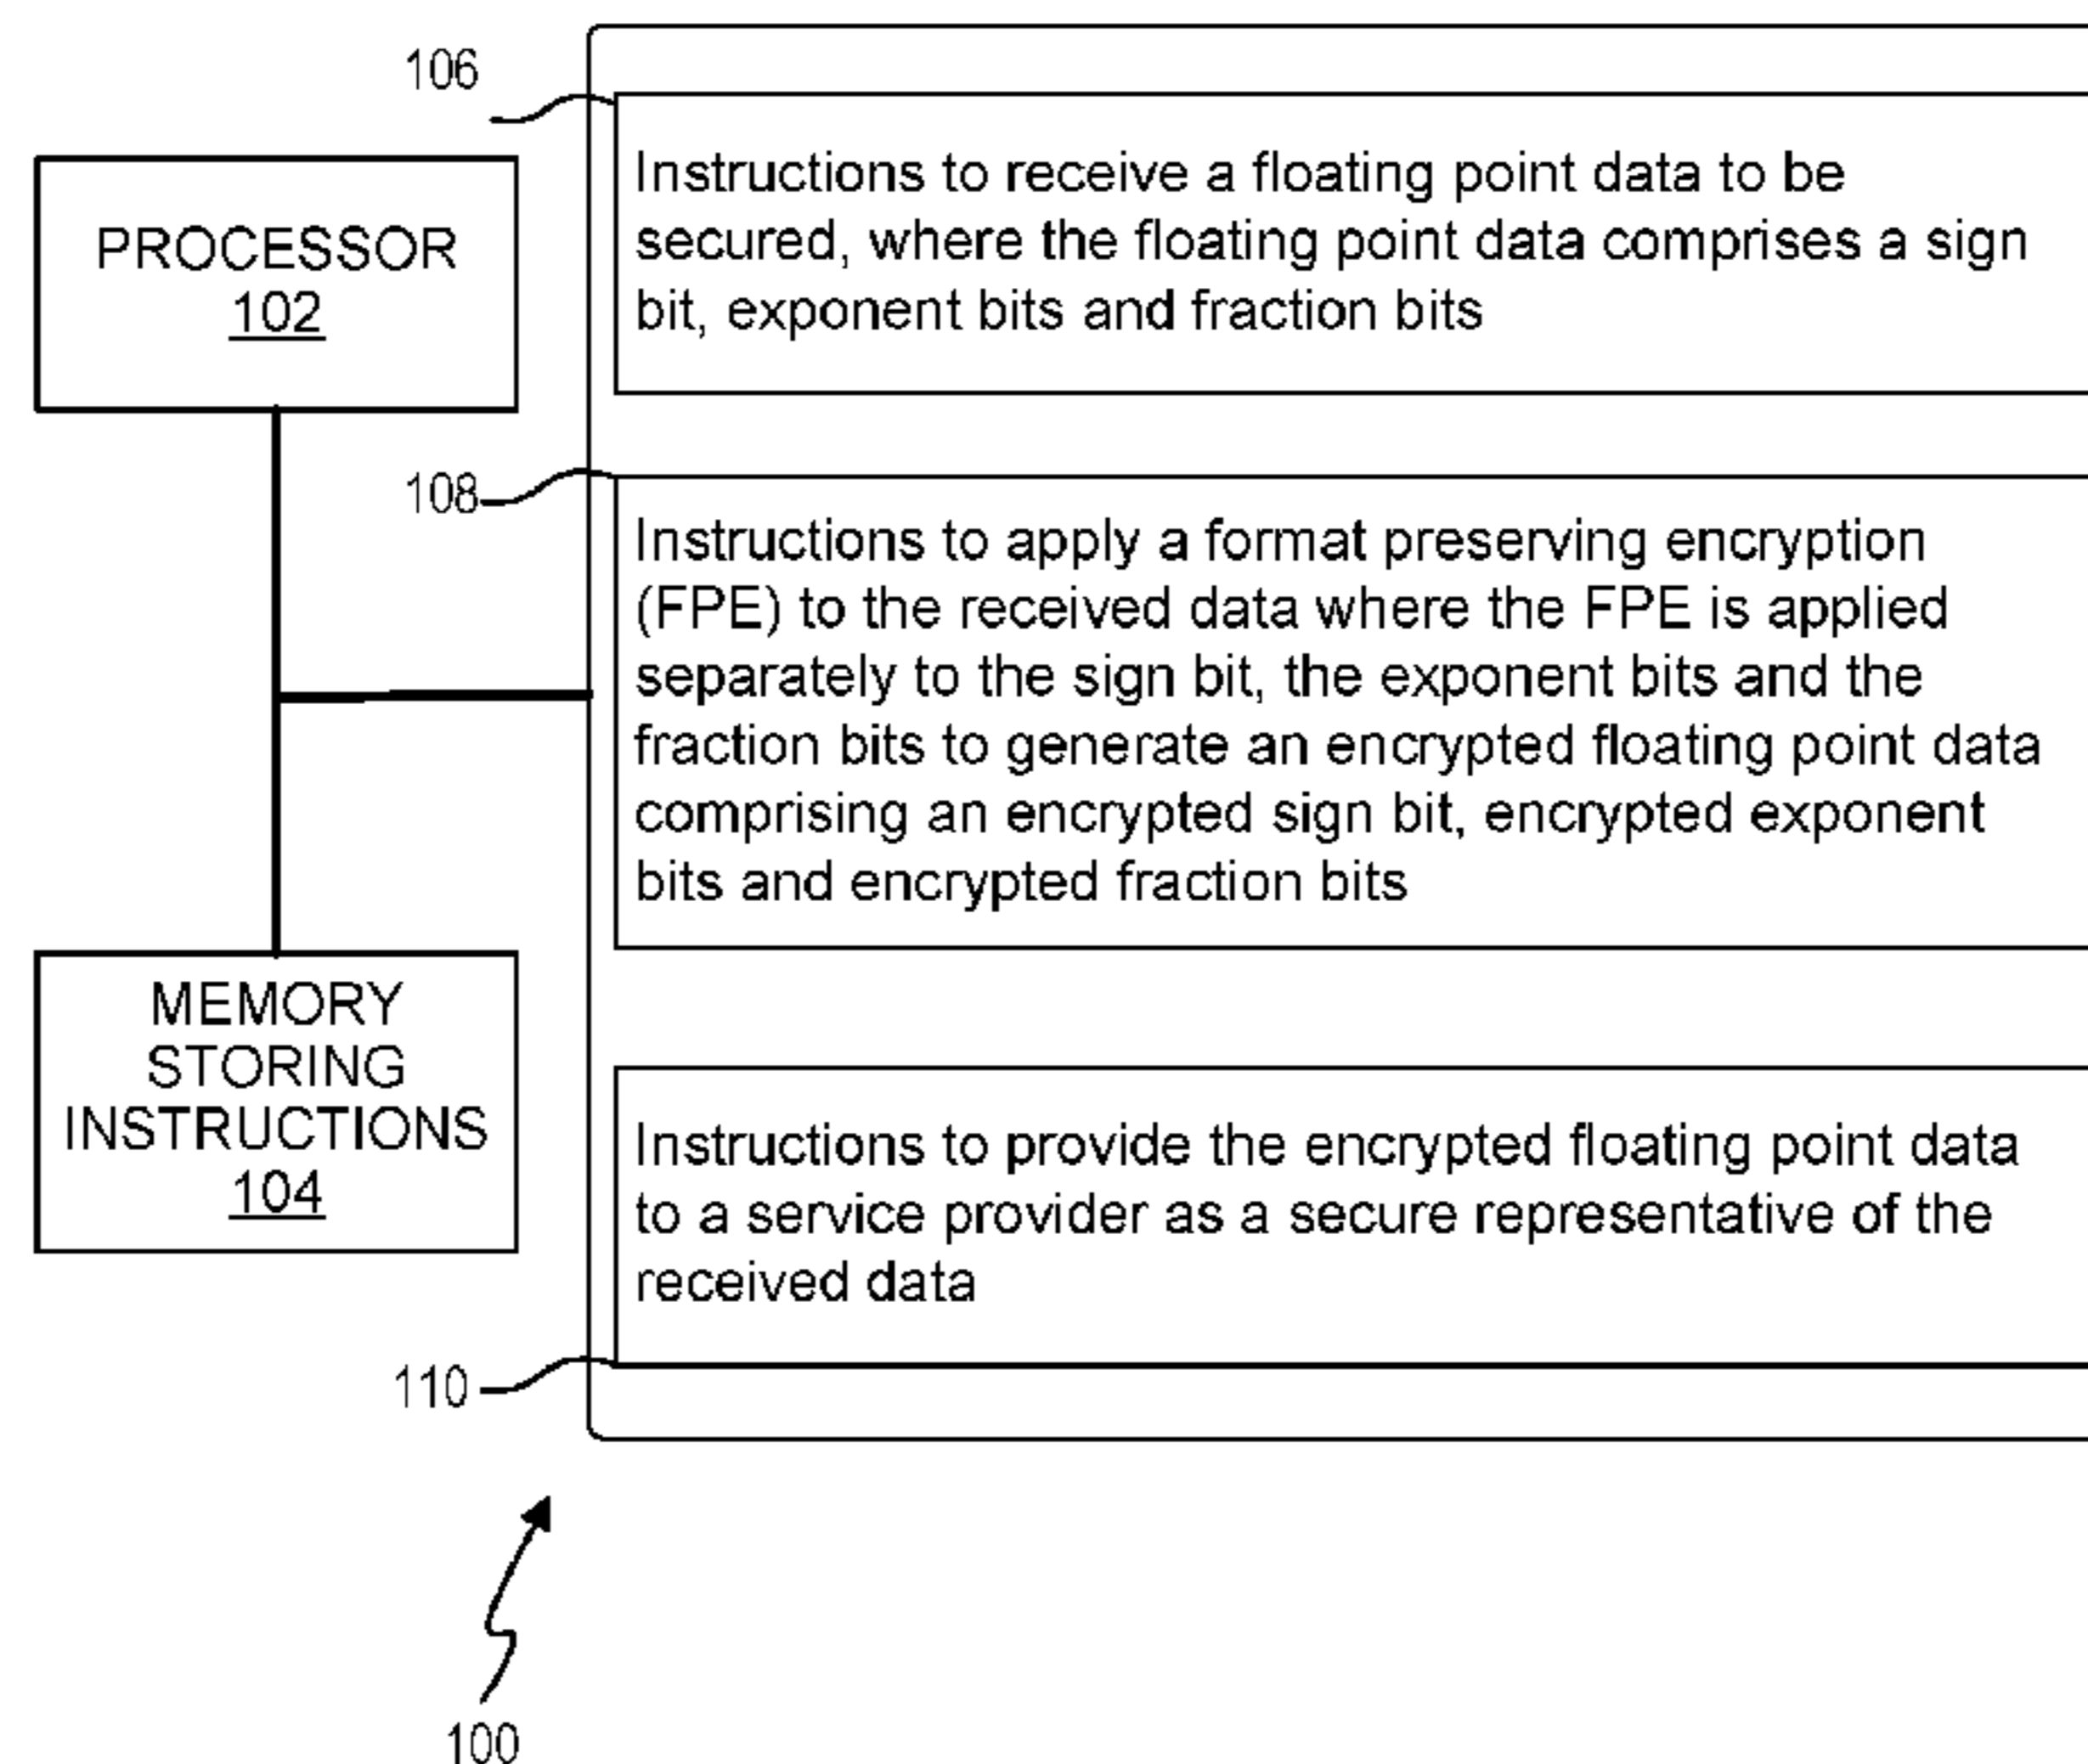 106
Instructions to receive a floating point data to be
secured, where the floating point data comprises a sign
bit, exponent bits and fraction bits
PROCESSOR
102
108
Instructions to apply a format preserving encryption
(FPE) to the received data where the FPE is applied
separately to the sign bit, the exponent bits and the
fraction bits to generate an encrypted floating point data
comprising an encrypted sign bit, encrypted exponent
bits and encrypted fraction bits
MEMORY
STORING
INSTRUCTIONS
104
Instructions to provide the encrypted floating point data
to a service provider as a secure representative of the
received data
110
100